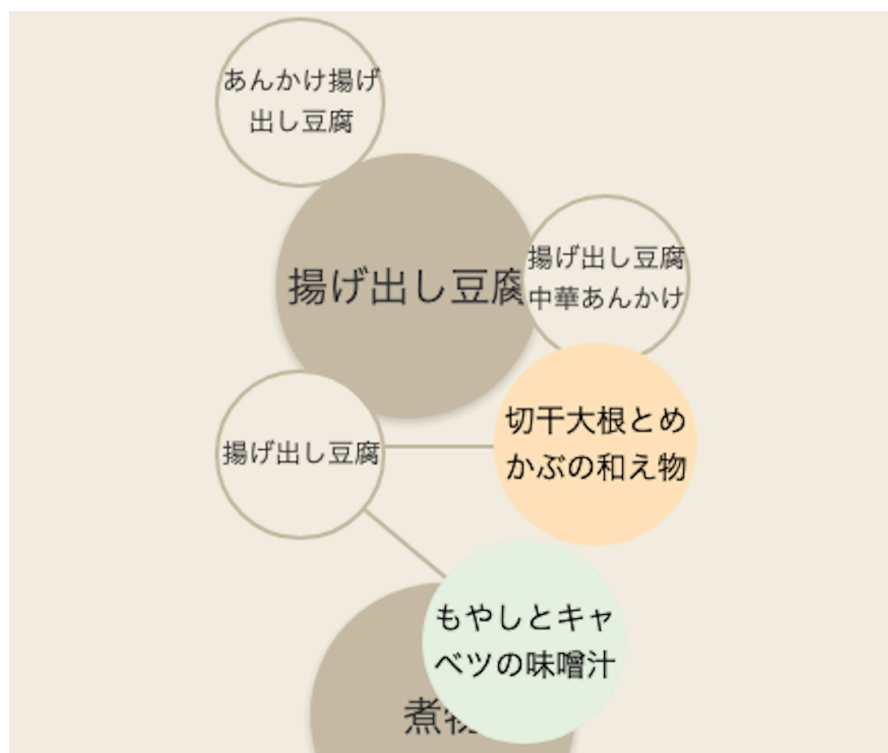 あんかけ揚げ
出し豆腐
揚げ出し豆腐
揚げ出し豆腐
中華あんかけ
切干大根とめ
かぶの和え物
揚げ出し豆腐
もやしとキャ
ベツの味噌汁
煮物